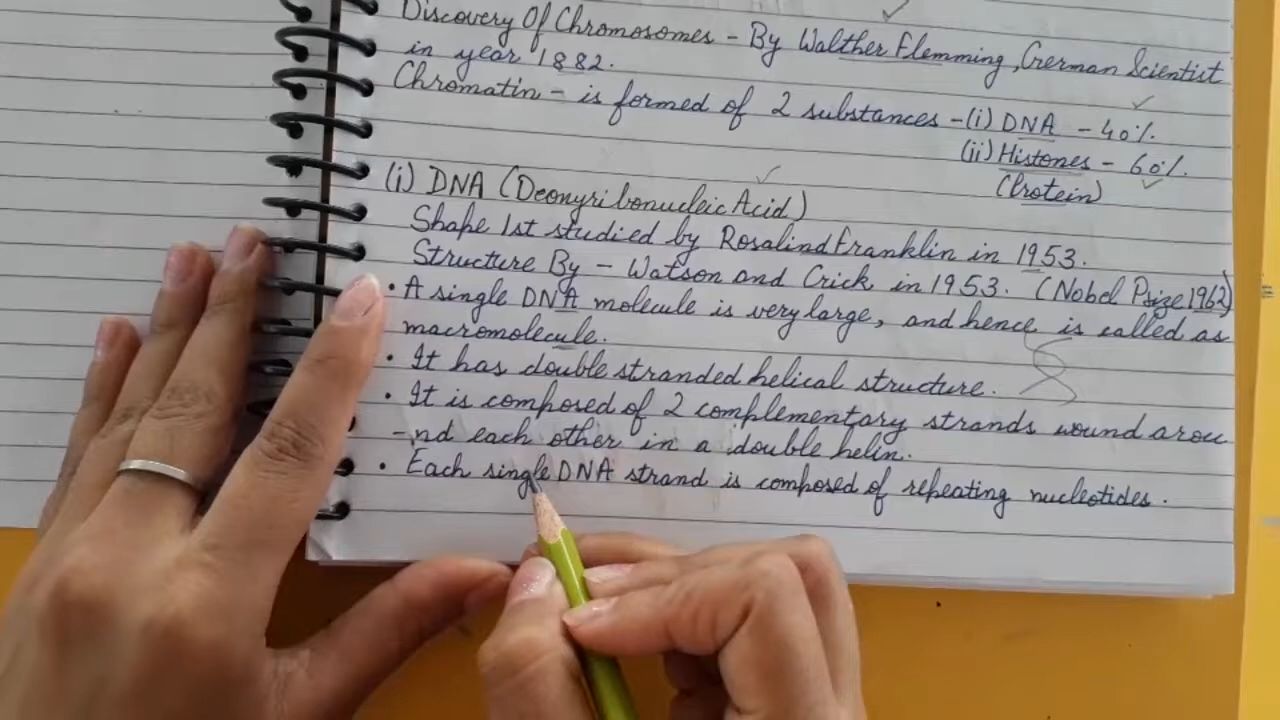 Discovery Of Chromosomes - By Walther Flemming, German Scientist
in year 1882.
Chromatin - is formed of 2 substances - (i) DNA - 40%.
(ii) Histones - 60%.
(Protein)
(i) DNA (Deoxyribonucleic Acid)
Shape 1st studied by Rosalind Franklin in 1953.
Structure By - Watson and Crick in 1953. (Nobel Prize 1962)
• A single DNA molecule is very large, and hence is called as
macromolecule.
• It has double stranded helical structure.
• It is composed of 2 complementary strands wound arou
-nd each other in a double helix.
• Each single DNA strand is composed of repeating nucleotides.